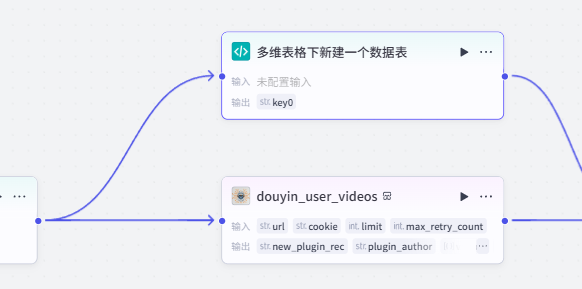 多维表格下新建一个数据表
输入 未配置输入
输出 str. key0
douyin_user_videos
输入 str. url str. cookie int. limit int. max_retry_count
输出 str. new_plugin_rec str. plugin_author